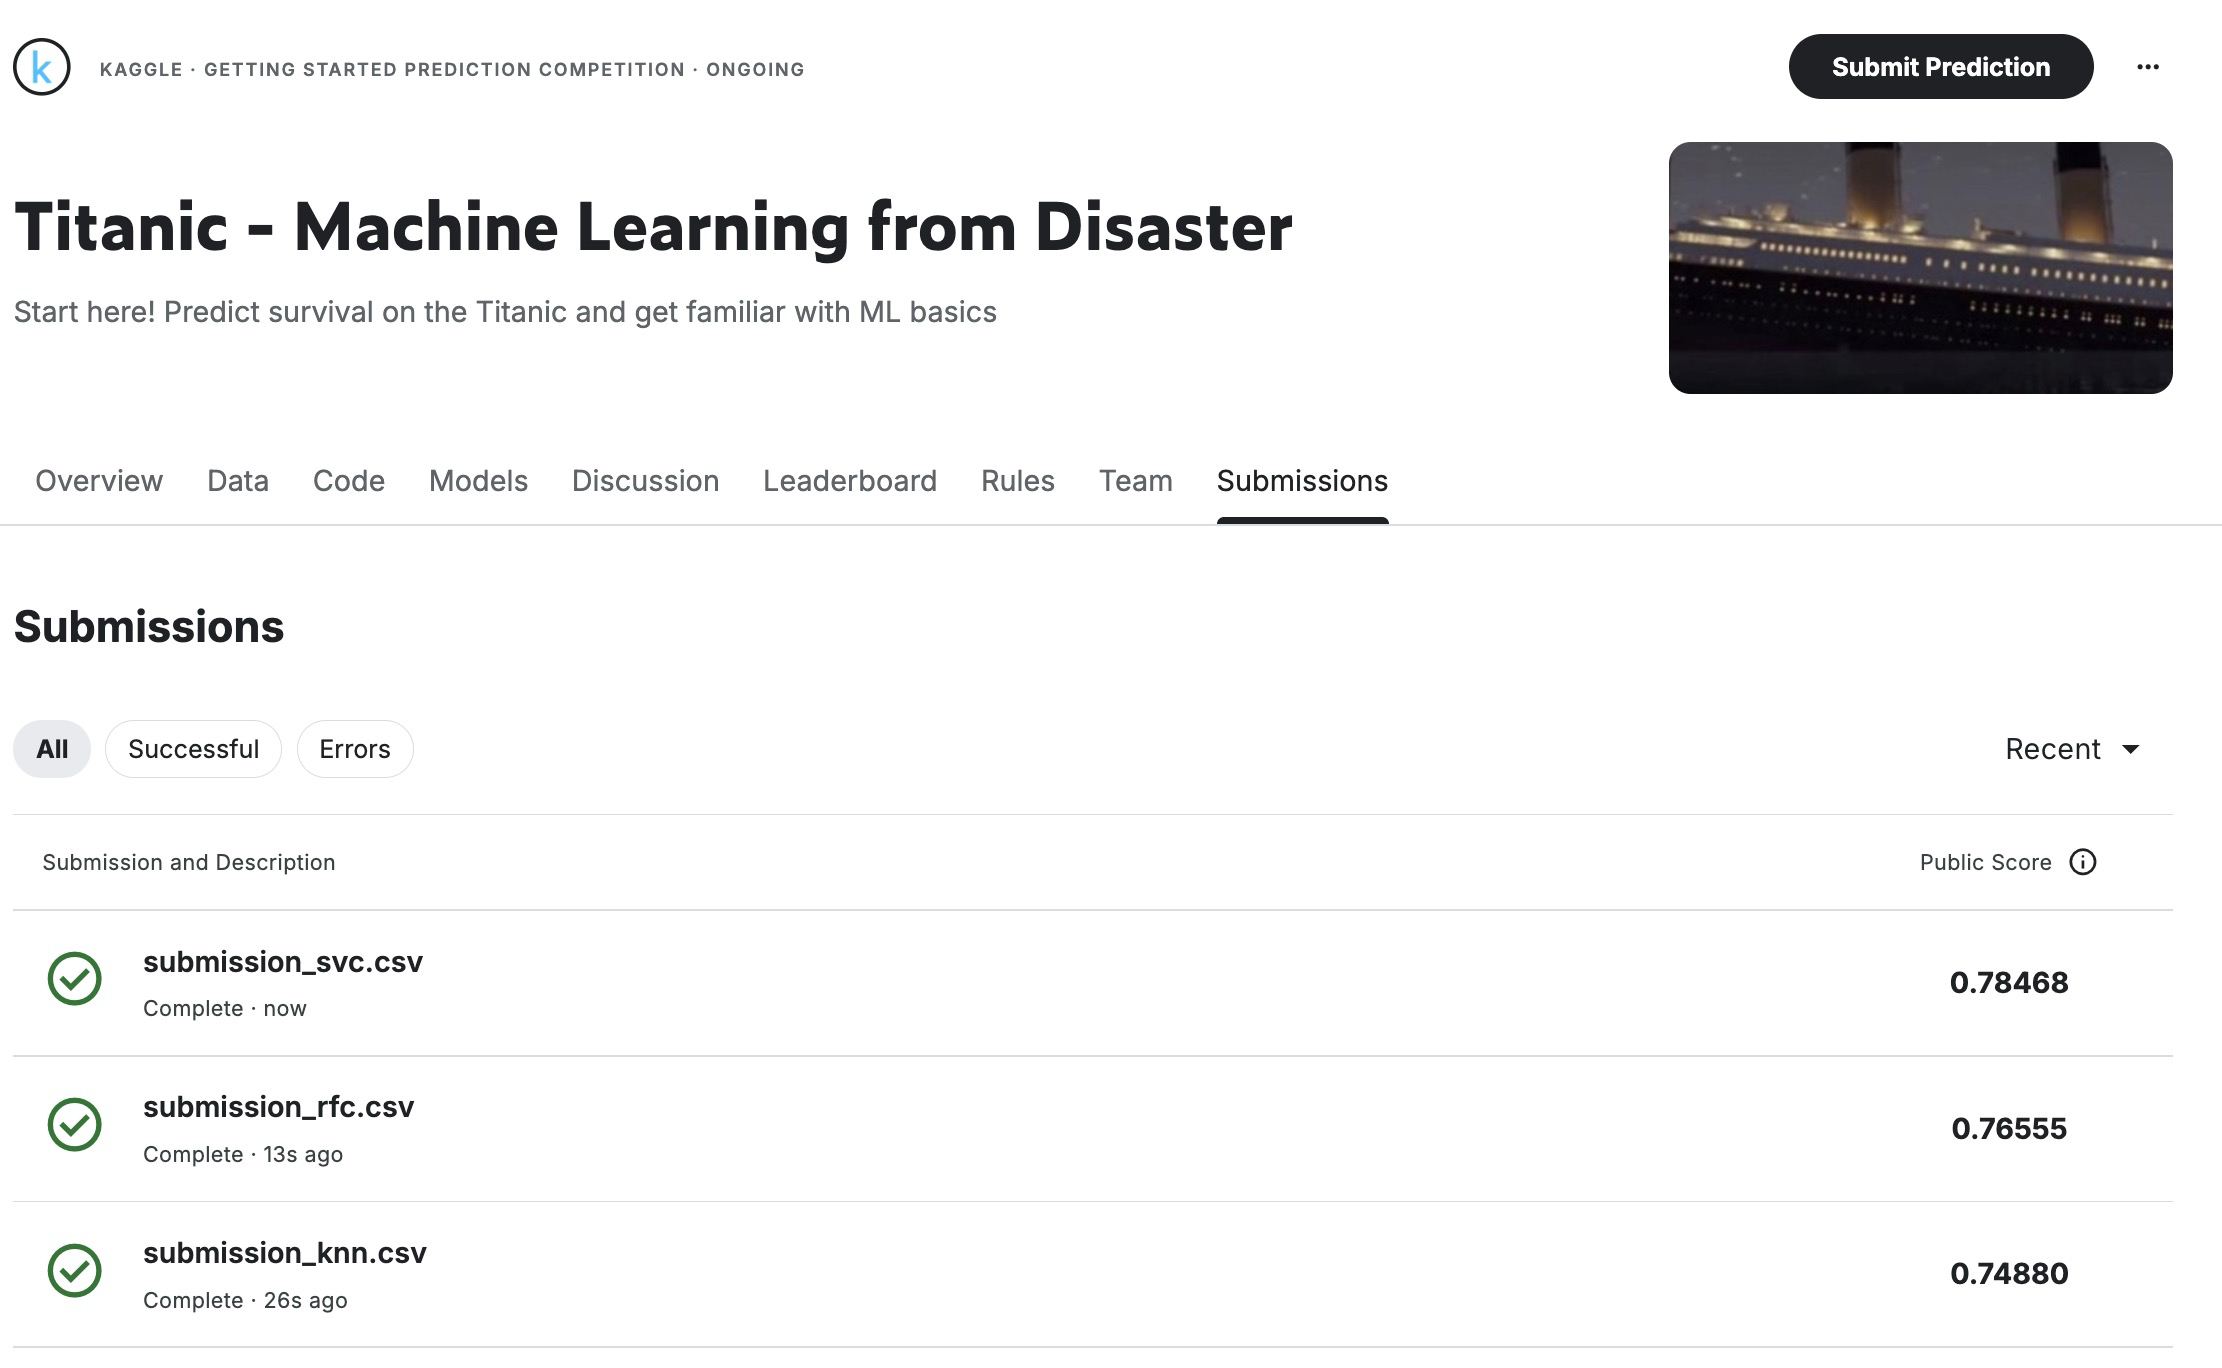 k
KAGGLE · GETTING STARTED PREDICTION COMPETITION · ONGOING
Submit Prediction
Titanic - Machine Learning from Disaster
Start here! Predict survival on the Titanic and get familiar with ML basics
Overview Data Code Models Discussion Leaderboard Rules Team Submissions
Submissions
All Successful Errors Recent
Submission and Description Public Score
submission_svc.csv
Complete · now
0.78468
submission_rfc.csv
Complete · 13s ago
0.76555
submission_knn.csv
Complete · 26s ago
0.74880